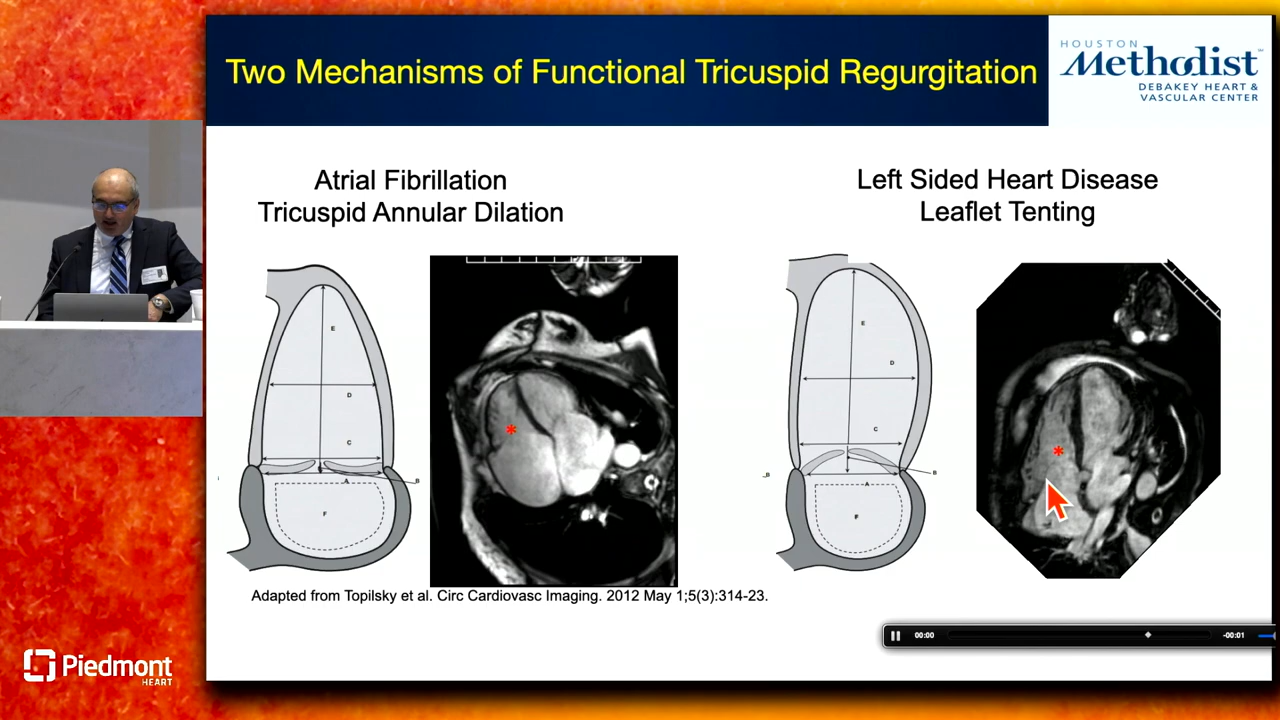 Two Mechanisms of Functional Tricuspid Regurgitation
HOUSTON
Methodist
DEBAKEY HEART &
VASCULAR CENTER
Atrial Fibrillation
Tricuspid Annular Dilation
Left Sided Heart Disease
Leaflet Tenting
E
D
C
A
B
F
E
D
C
B
A
B
F
*
*
Adapted from Topilsky et al. Circ Cardiovasc Imaging. 2012 May 1;5(3):314-23.
00:00
-00:01
Piedmont
HEART